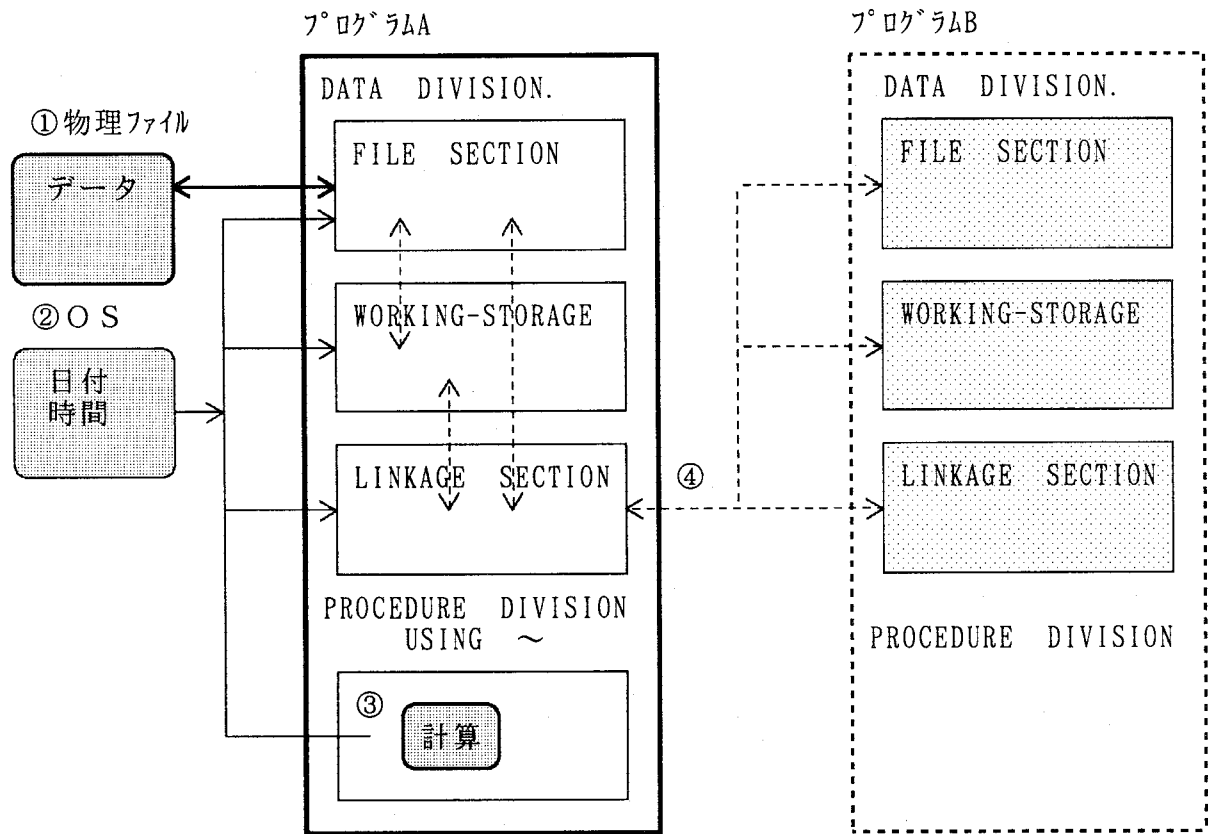 ﾌﾟﾛｸﾞﾗﾑA
DATA DIVISION.
①物理ﾌｧｲﾙ
データ
FILE SECTION
②ＯＳ
日付
時間
WORKING-STORAGE
LINKAGE SECTION
④
PROCEDURE DIVISION
USING ～
③
計算
ﾌﾟﾛｸﾞﾗﾑB
DATA DIVISION.
FILE SECTION
WORKING-STORAGE
LINKAGE SECTION
PROCEDURE DIVISION